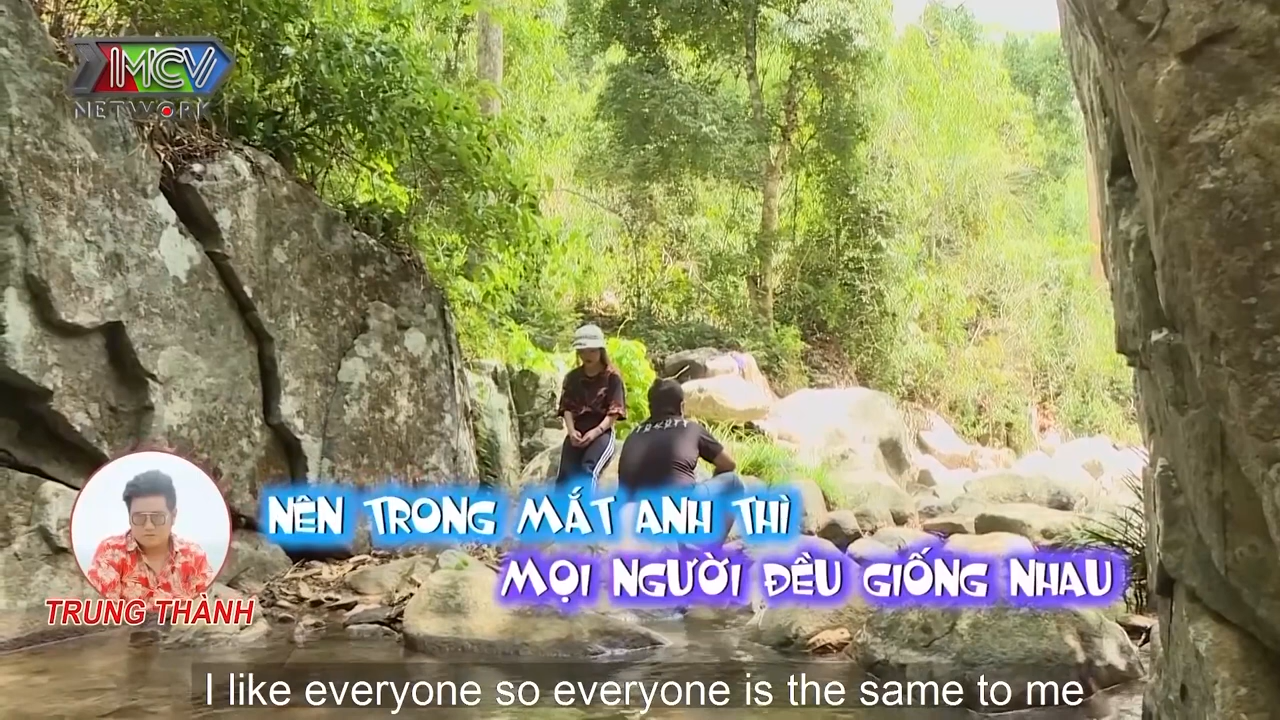 MCV
NETWORK
NÊN TRONG MẮT ANH THÌ
MỌI NGƯỜI ĐỀU GIỐNG NHAU
TRUNG THÀNH
I like everyone so everyone is the same to me